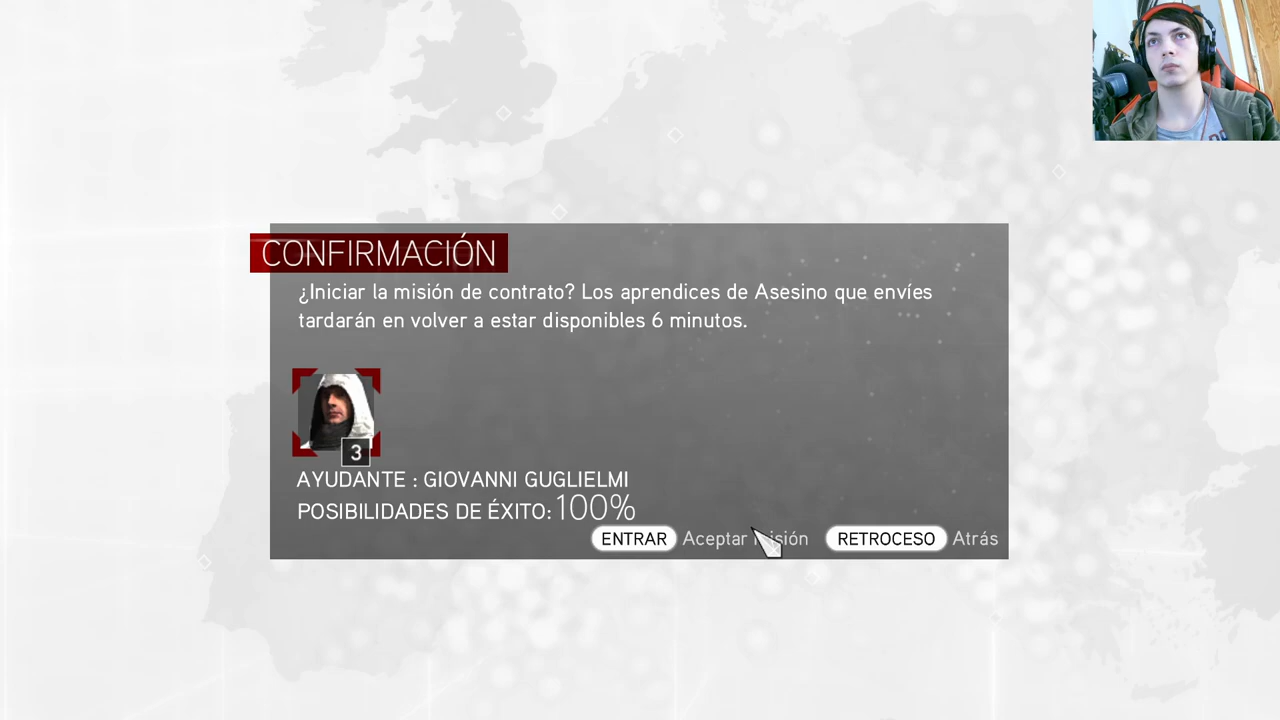 CONFIRMACIÓN
¿Iniciar la misión de contrato? Los aprendices de Asesino que envíes
tardarán en volver a estar disponibles 6 minutos.
3
AYUDANTE : GIOVANNI GUGLIELMI
POSIBILIDADES DE ÉXITO: 100%
ENTRAR Aceptar misión RETROCESO Atrás